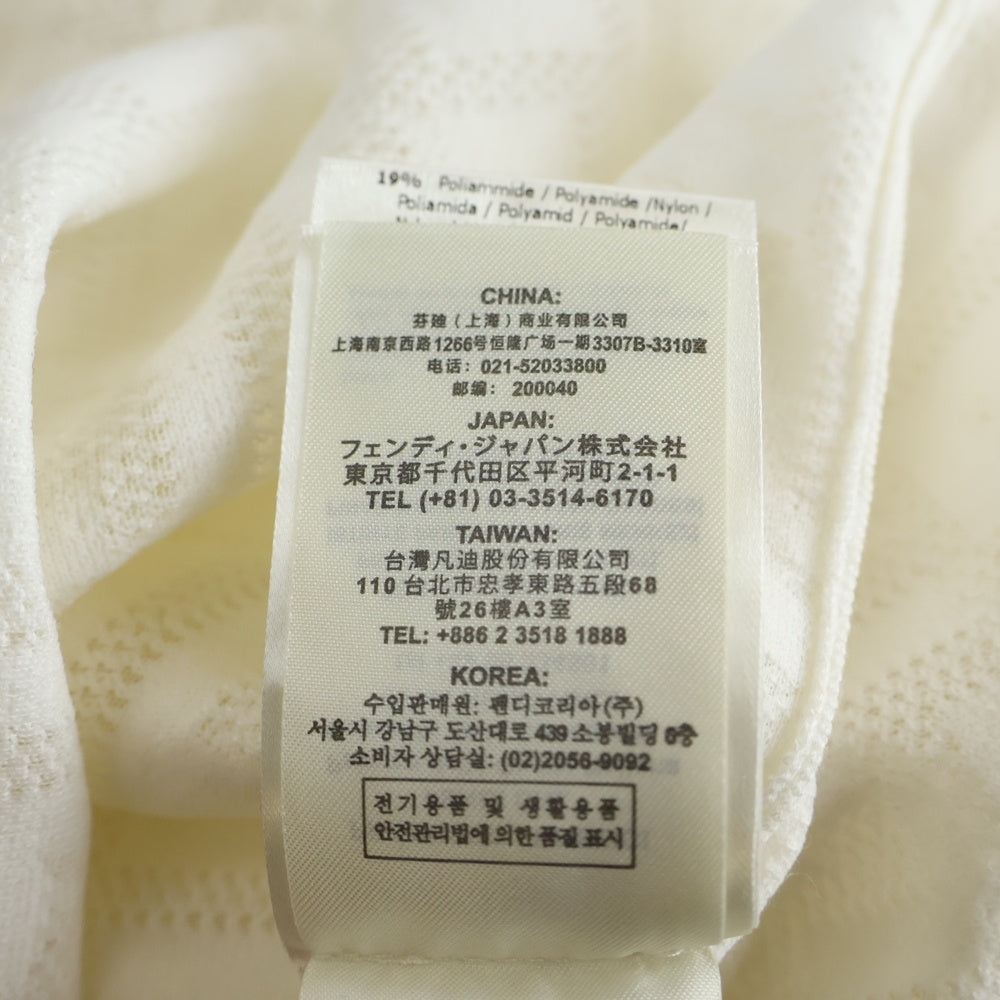 19% Poliammide / Polyamide /Nylon /
Poliamida / Polyamid / Polyamide/
CHINA:
芬迪（上海）商业有限公司
上海南京西路1266号恒隆广场一期3307B-3310室
电话：021-52033800
邮编：200040
JAPAN:
フェンディ・ジャパン株式会社
東京都千代田区平河町2-1-1
TEL (+81) 03-3514-6170
TAIWAN:
台灣凡迪股份有限公司
110 台北市忠孝東路五段68
號26樓A3室
TEL: +886 2 3518 1888
KOREA:
수입판매원: 펜디코리아(주)
서울시 강남구 도산대로 439 소봉빌딩 6층
소비자 상담실: (02)2056-9092
전기용품 및 생활용품
안전관리법에 의한 품질 표시